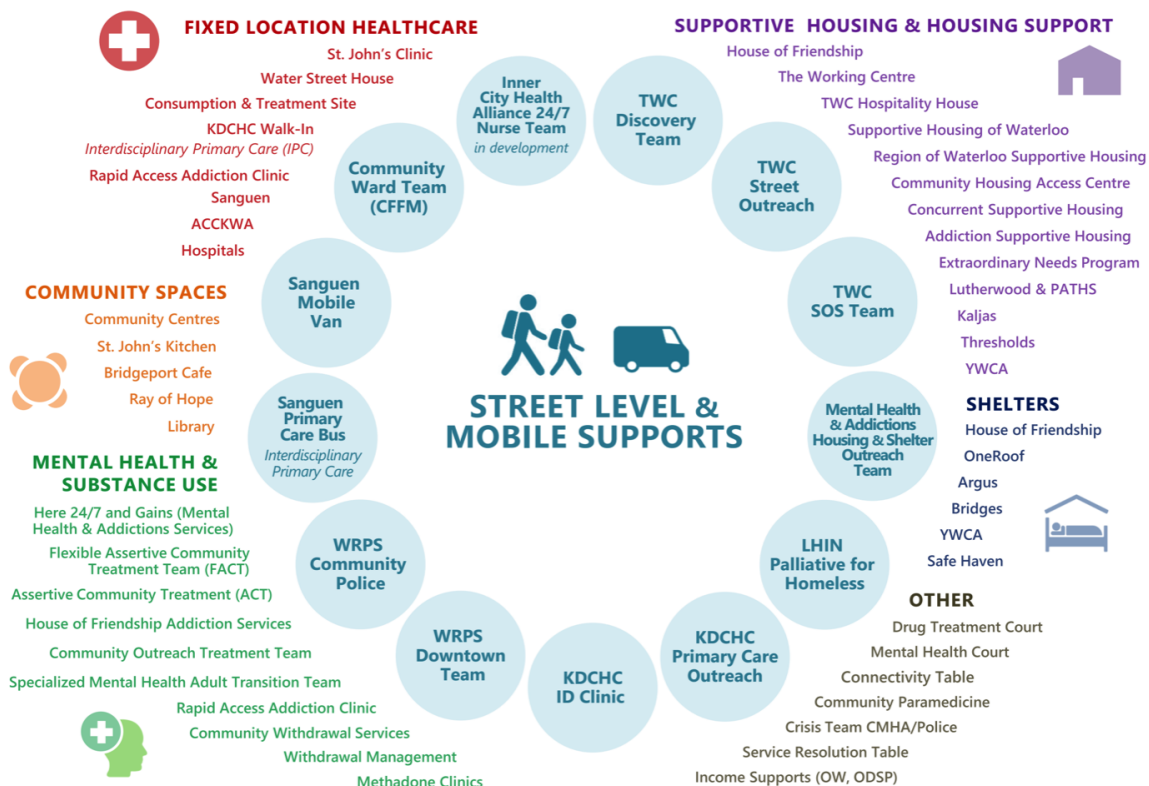 FIXED LOCATION HEALTHCARE
St. John's Clinic
Water Street House
Consumption & Treatment Site
KDCHC Walk-In
Interdisciplinary Primary Care (IPC)
Rapid Access Addiction Clinic
Sanguen
ACCKWA
Hospitals
COMMUNITY SPACES
Community Centres
St. John's Kitchen
Bridgeport Cafe
Ray of Hope
Library
MENTAL HEALTH &
SUBSTANCE USE
Here 24/7 and Gains (Mental
Health & Addictions Services)
Flexible Assertive Community
Treatment Team (FACT)
Assertive Community Treatment (ACT)
House of Friendship Addiction Services
Community Outreach Treatment Team
Specialized Mental Health Adult Transition Team
Rapid Access Addiction Clinic
Community Withdrawal Services
Withdrawal Management
Methadone Clinics
Inner
City Health
Alliance 24/7
Nurse Team
in development
TWC
Discovery
Team
TWC
Street
Outreach
TWC
SOS Team
Mental Health
& Addictions
Housing & Shelter
Outreach
Team
LHIN
Palliative for
Homeless
KDCHC
Primary Care
Outreach
KDCHC
ID Clinic
WRPS
Downtown
Team
WRPS
Community
Police
Sanguen
Primary
Care Bus
Interdisciplinary
Primary Care
Sanguen
Mobile
Van
Community
Ward Team
(CFFM)
STREET LEVEL &
MOBILE SUPPORTS
SUPPORTIVE HOUSING & HOUSING SUPPORT
House of Friendship
The Working Centre
TWC Hospitality House
Supportive Housing of Waterloo
Region of Waterloo Supportive Housing
Community Housing Access Centre
Concurrent Supportive Housing
Addiction Supportive Housing
Extraordinary Needs Program
Lutherwood & PATHS
Kaljas
Thresholds
YWCA
SHELTERS
House of Friendship
OneRoof
Argus
Bridges
YWCA
Safe Haven
OTHER
Drug Treatment Court
Mental Health Court
Connectivity Table
Community Paramedicine
Crisis Team CMHA/Police
Service Resolution Table
Income Supports (OW, ODSP)